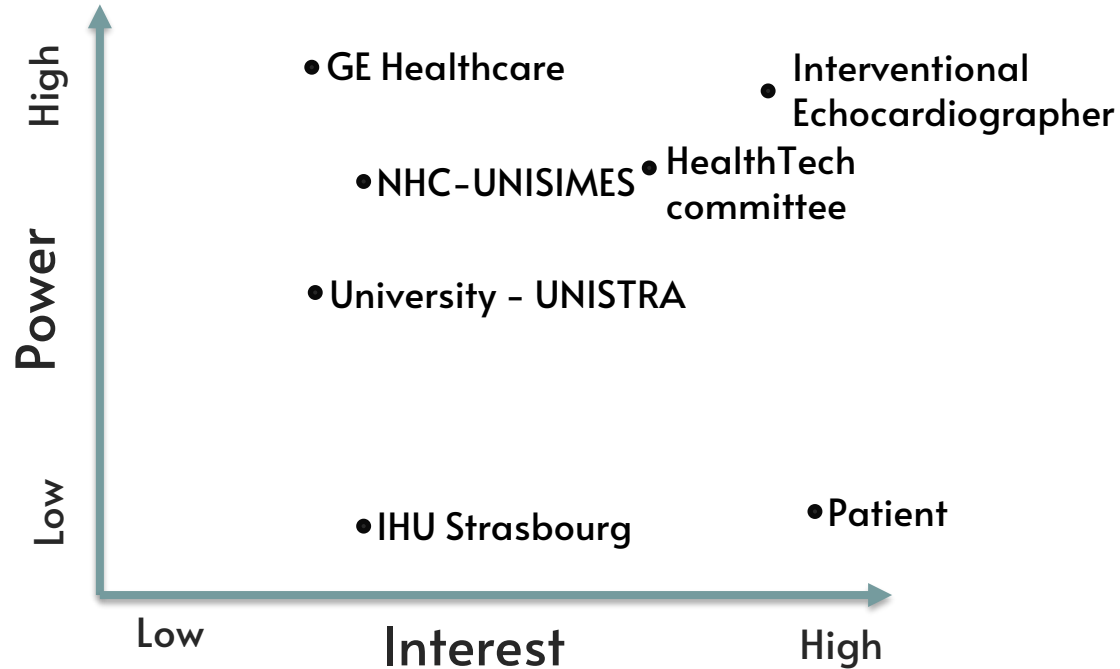 High
GE Healthcare
Interventional
Echocardiographer
NHC-UNISIMES
HealthTech
committee
Power
University - UNISTRA
Low
IHU Strasbourg
Patient
Low
Interest
High